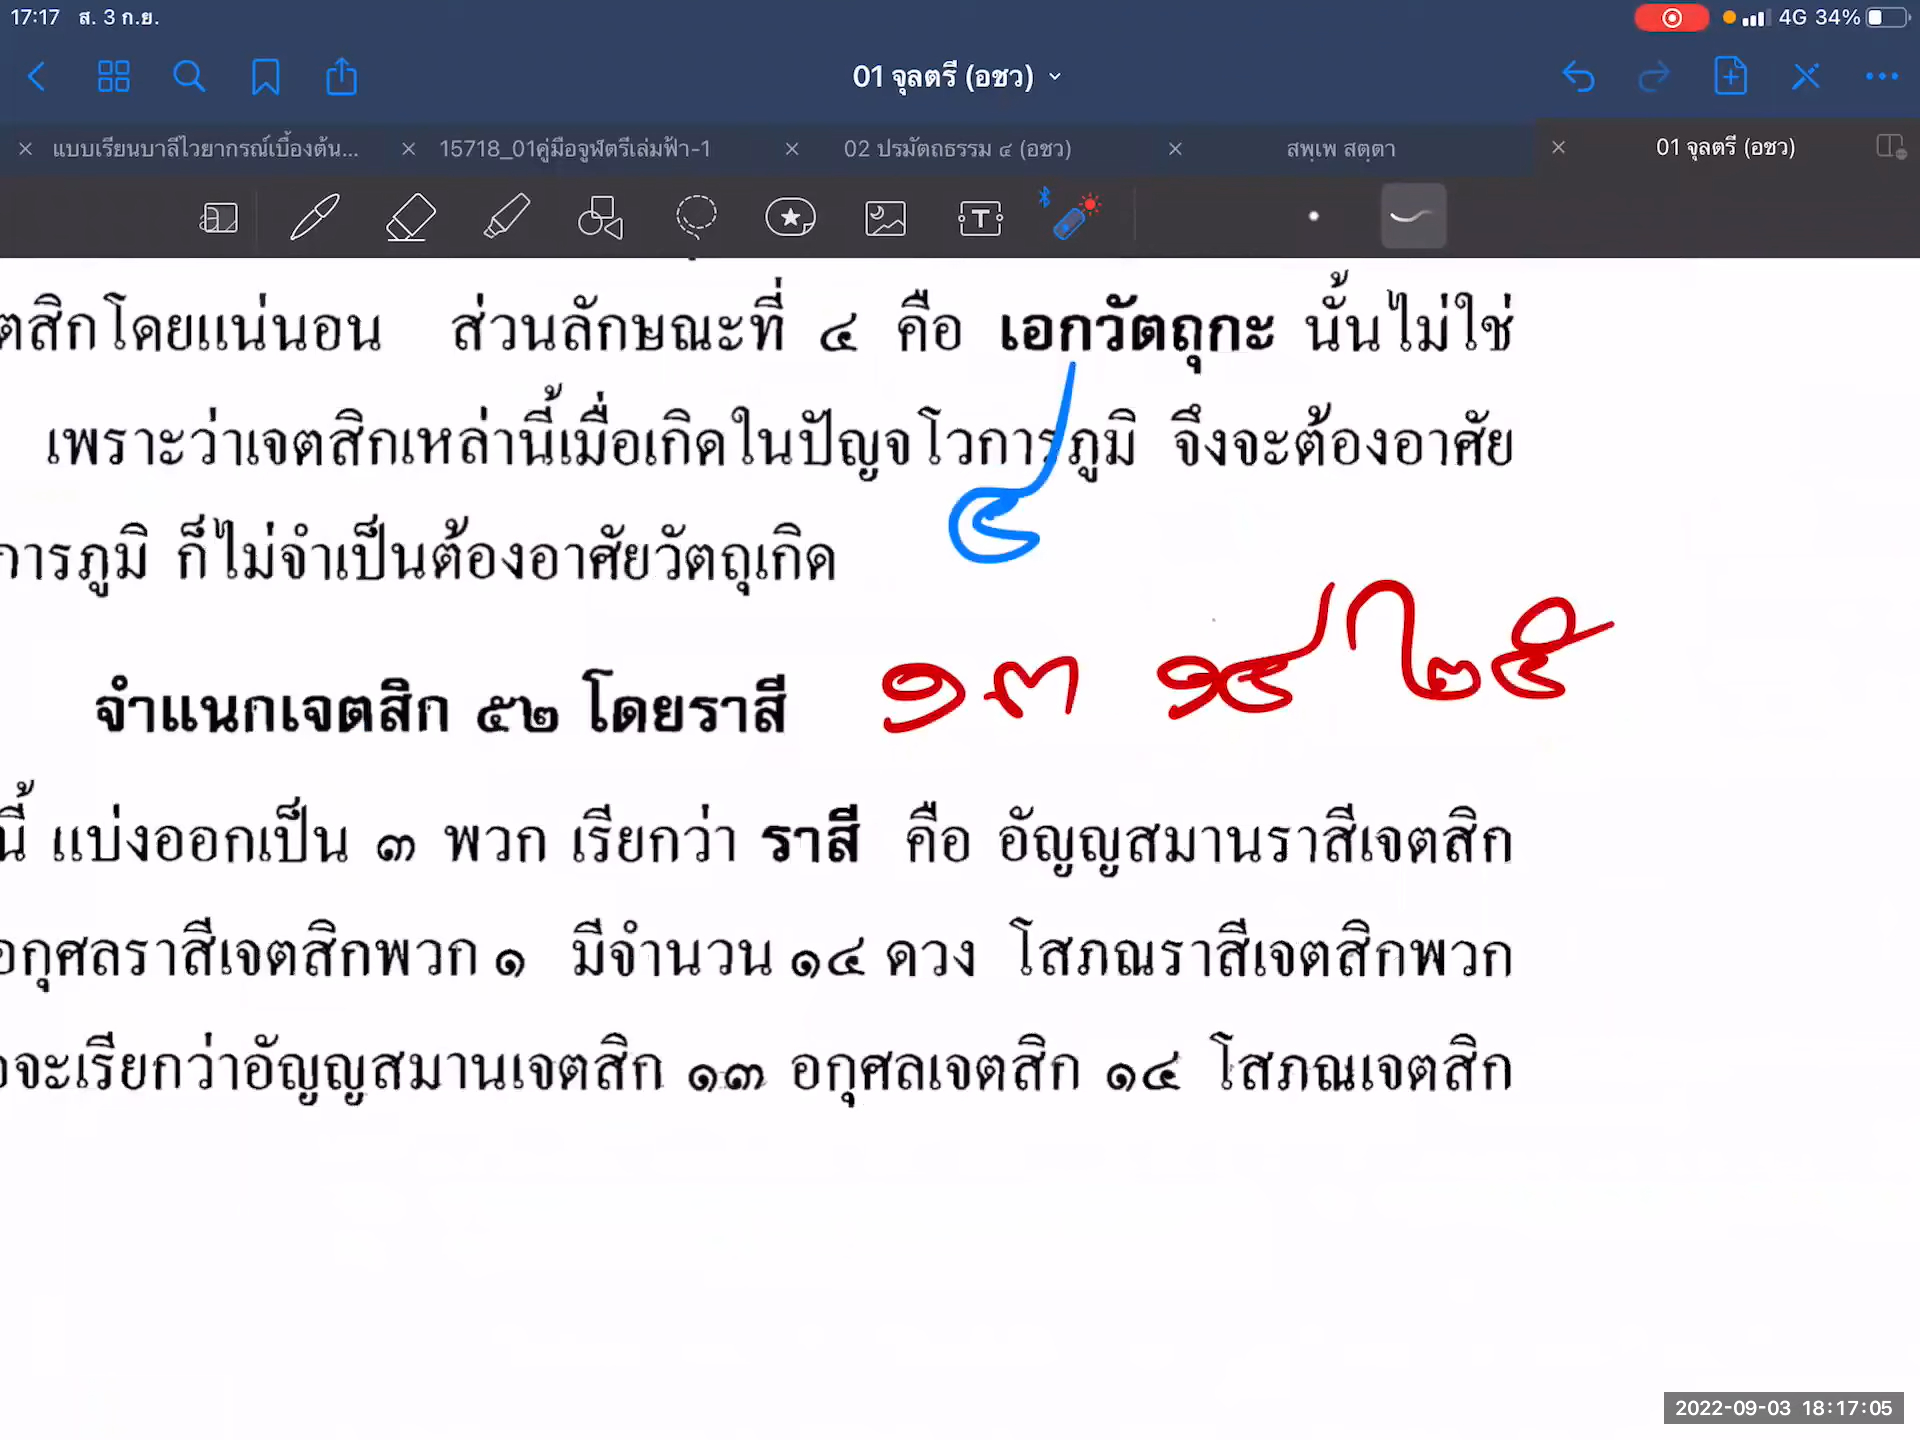 17:17 ส. 3 ก.ย. 4G 34%
01 จุลตรี (อชว)
แบบเรียนบาลีไวยากรณ์เบื้องต้น... 15718_01คู่มือจูฬตรีเล่มฟ้า-1 02 ปรมัตถธรรม ๔ (อชว) สพฺเพ สตฺตา 01 จุลตรี (อชว)
ตสิกโดยแน่นอน ส่วนลักษณะที่ ๔ คือ เอกวัตถุกะ นั้นไม่ใช่
เพราะว่าเจตสิกเหล่านี้เมื่อเกิดในปัญจโวการภูมิ จึงจะต้องอาศัย
๔
การภูมิ ก็ไม่จำเป็นต้องอาศัยวัตถุเกิด
จำแนกเจตสิก ๕๒ โดยราสี ๑๓ ๑๔ ๒๕
นี้ แบ่งออกเป็น ๓ พวก เรียกว่า ราสี คือ อัญญสมานราสีเจตสิก
อกุศลราสีเจตสิกพวก ๑ มีจำนวน ๑๔ ดวง โสภณราสีเจตสิกพวก
จะเรียกว่าอัญญสมานเจตสิก ๑๓ อกุศลเจตสิก ๑๔ โสภณเจตสิก
2022-09-03 18:17:05